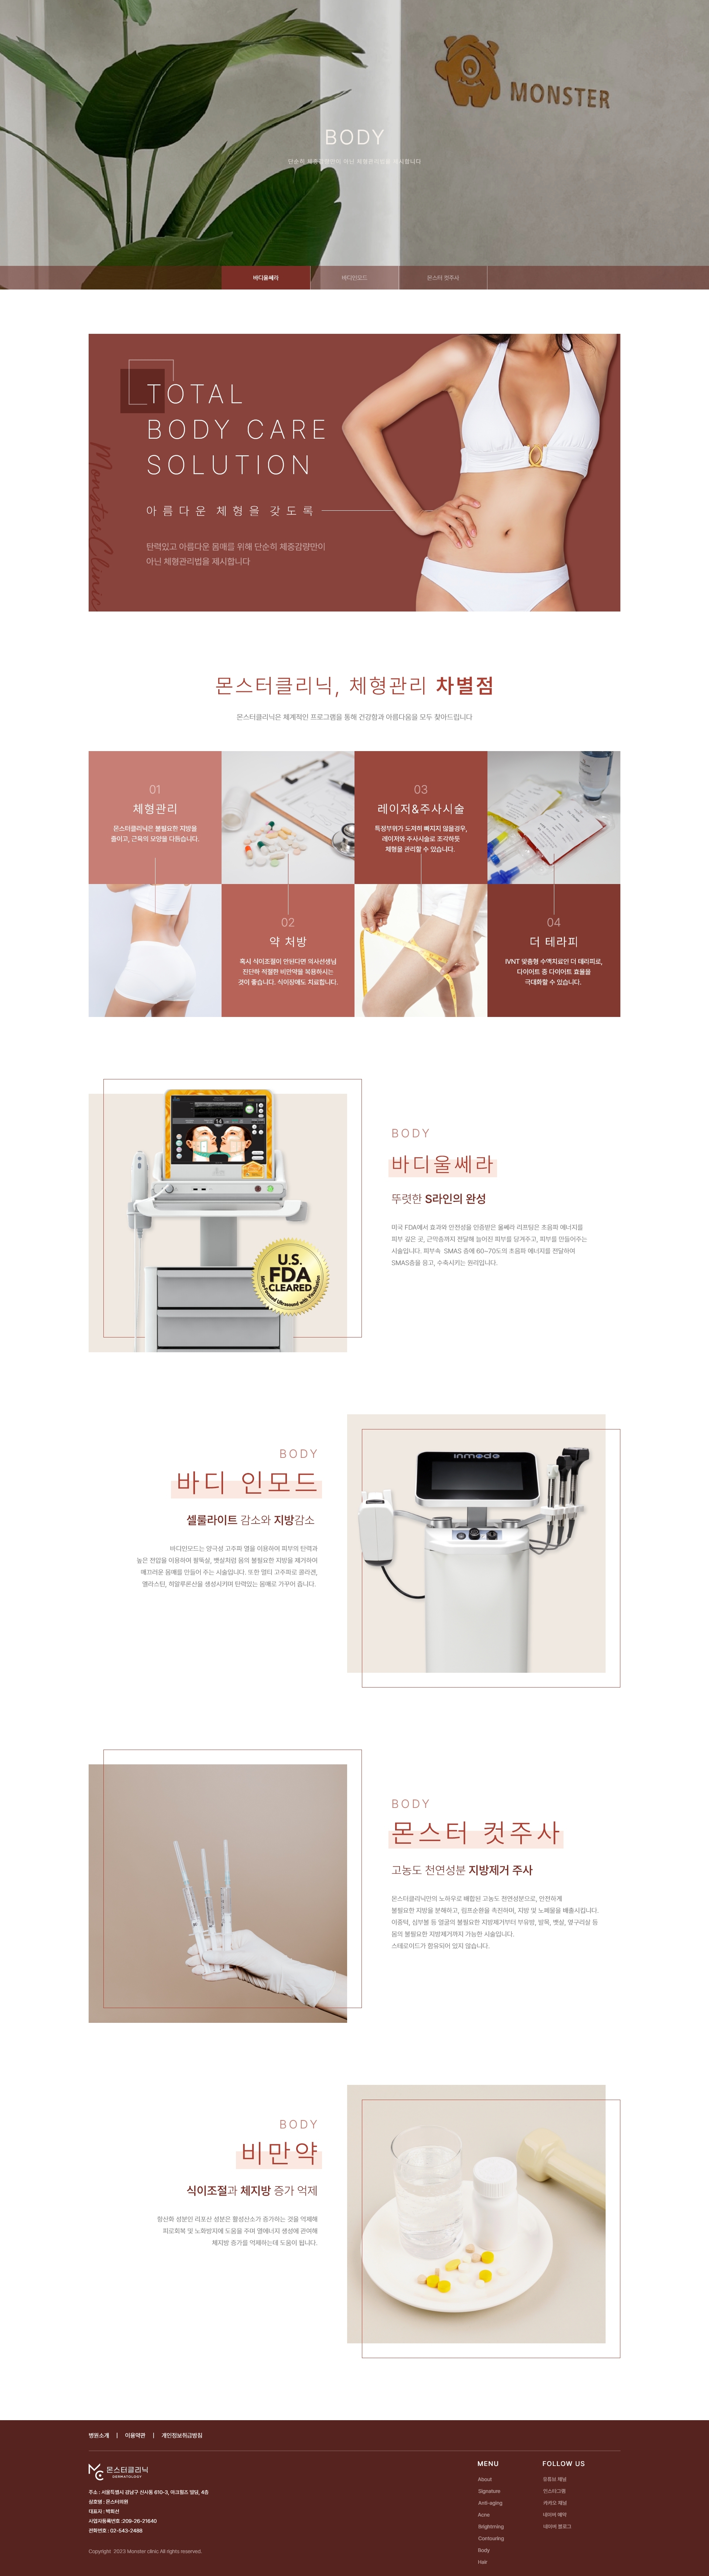 MONSTER
BODY
단순히 체중감량만이 아닌 체형관리법을 제시합니다
바디울쎄라
바디인모드
몬스터 컷주사
TOTAL
BODY CARE
SOLUTION
아름다운 체형을 갖도록
탄력있고 아름다운 몸매를 위해 단순히 체중감량만이
아닌 체형관리법을 제시합니다
MonsterClinic
몬스터클리닉, 체형관리 차별점
몬스터클리닉은 체계적인 프로그램을 통해 건강함과 아름다움을 모두 찾아드립니다
01
체형관리
몬스터클리닉은 불필요한 지방을
줄이고, 근육의 모양을 다듬습니다.
03
레이저&주사시술
특정부위가 도저히 빠지지 않을경우,
레이저와 주사시술로 조각하듯
체형을 관리할 수 있습니다.
02
약 처방
혹시 식이조절이 안된다면 의사선생님
진단하 적절한 비만약을 복용하시는
것이 좋습니다. 식이장애도 치료합니다.
04
더 테라피
IVNT 맞춤형 수액치료인 더 테라피로,
다이어트 중 다이어트 효율을
극대화할 수 있습니다.
U.S.
FDA
CLEARED
BODY
바디울쎄라
뚜렷한 S라인의 완성
미국 FDA에서 효과와 안전성을 인증받은 울쎄라 리프팅은 초음파 에너지를
피부 깊은 곳, 근막층까지 전달해 늘어진 피부를 당겨주고, 피부를 만들어주는
시술입니다. 피부속 SMAS 층에 60~70도의 초음파 에너지를 전달하여
SMAS층을 응고, 수축시키는 원리입니다.
BODY
바디 인모드
셀룰라이트 감소와 지방감소
바디인모드는 양극성 고주파 열을 이용하여 피부의 탄력과
높은 전압을 이용하여 팔뚝살, 뱃살처럼 몸의 불필요한 지방을 제거하여
매끄러운 몸매를 만들어 주는 시술입니다. 또한 멀티 고주파로 콜라겐,
엘라스틴, 히알루론산을 생성시키며 탄력있는 몸매로 가꾸어 줍니다.
inmode
BODY
몬스터 컷주사
고농도 천연성분 지방제거 주사
몬스터클리닉만의 노하우로 배합된 고농도 천연성분으로, 안전하게
불필요한 지방을 분해하고, 림프순환을 촉진하며, 지방 및 노폐물을 배출시킵니다.
이중턱, 심부볼 등 얼굴의 불필요한 지방제거부터 부유방, 팔뚝, 뱃살, 옆구리살 등
몸의 불필요한 지방제거까지 가능한 시술입니다.
스테로이드가 함유되어 있지 않습니다.
BODY
비만약
식이조절과 체지방 증가 억제
항산화 성분인 리포산 성분은 활성산소가 증가하는 것을 억제해
피로회복 및 노화방지에 도움을 주며 열에너지 생성에 관여해
체지방 증가를 억제하는데 도움이 됩니다.
병원소개 | 이용약관 | 개인정보취급방침
몬스터클리닉
DERMATOLOGY
주소 : 서울특별시 강남구 신사동 610-3, 아크힐즈 빌딩, 4층
상호명 : 몬스터의원
대표자 : 백희선
사업자등록번호 :209-26-21640
전화번호 : 02-543-2488
Copyright 2023 Monster clinic All rights reserved.
MENU
About
Signature
Anti-aging
Acne
Brightening
Contouring
Body
Hair
FOLLOW US
유튜브 채널
인스타그램
카카오 채널
네이버 예약
네이버 블로그